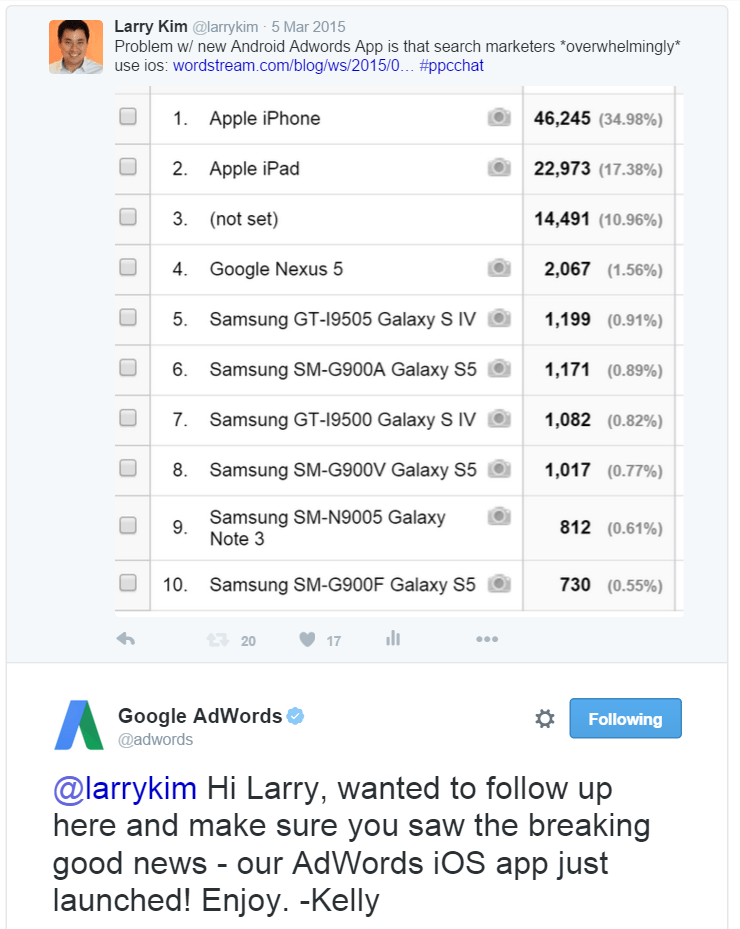 Larry Kim @larrykim · 5 Mar 2015
Problem w/ new Android Adwords App is that search marketers *overwhelmingly*
use ios: wordstream.com/blog/ws/2015/0... #ppcchat
1. Apple iPhone 46,245 (34.98%)
2. Apple iPad 22,973 (17.38%)
3. (not set) 14,491 (10.96%)
4. Google Nexus 5 2,067 (1.56%)
5. Samsung GT-I9505 Galaxy S IV 1,199 (0.91%)
6. Samsung SM-G900A Galaxy S5 1,171 (0.89%)
7. Samsung GT-I9500 Galaxy S IV 1,082 (0.82%)
8. Samsung SM-G900V Galaxy S5 1,017 (0.77%)
9. Samsung SM-N9005 Galaxy
Note 3 812 (0.61%)
10. Samsung SM-G900F Galaxy S5 730 (0.55%)
20 17
Google AdWords
@adwords
Following
@larrykim Hi Larry, wanted to follow up
here and make sure you saw the breaking
good news - our AdWords iOS app just
launched! Enjoy. -Kelly